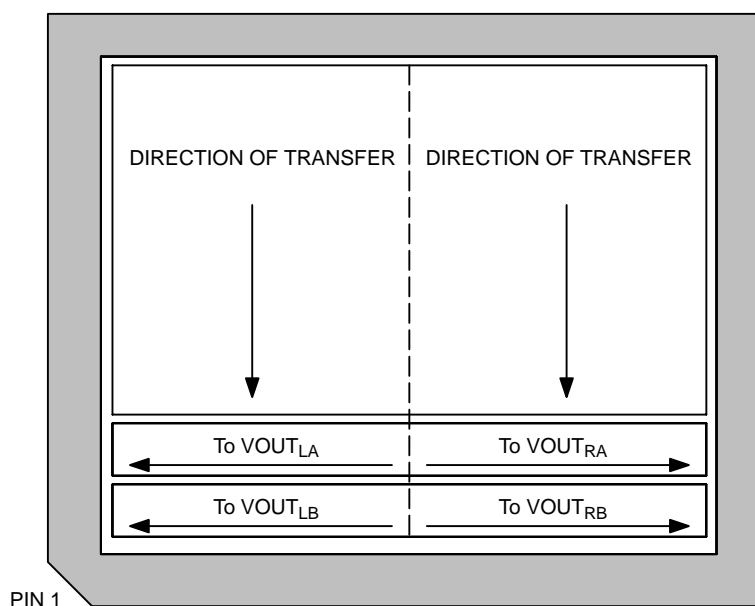 DIRECTION OF TRANSFER
DIRECTION OF TRANSFER
To VOUTLA
To VOUTRA
To VOUTLB
To VOUTRB
PIN 1